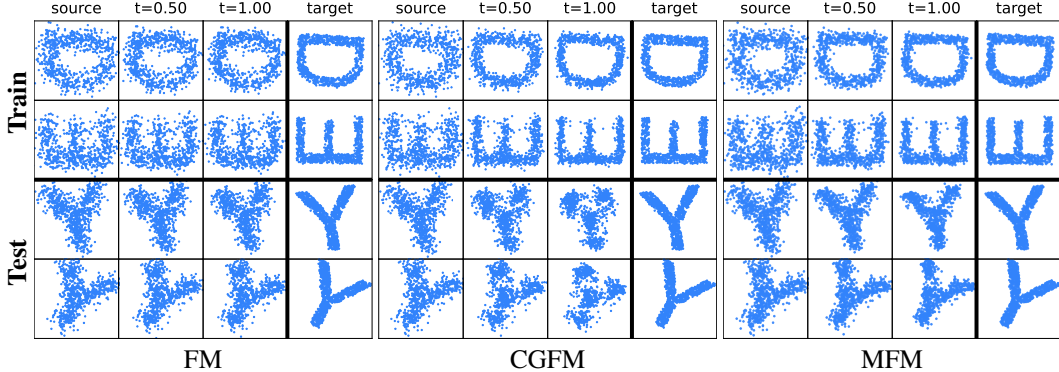 source t=0.50 t=1.00 target source t=0.50 t=1.00 target source t=0.50 t=1.00 target
Train
Test
FM CGFM MFM